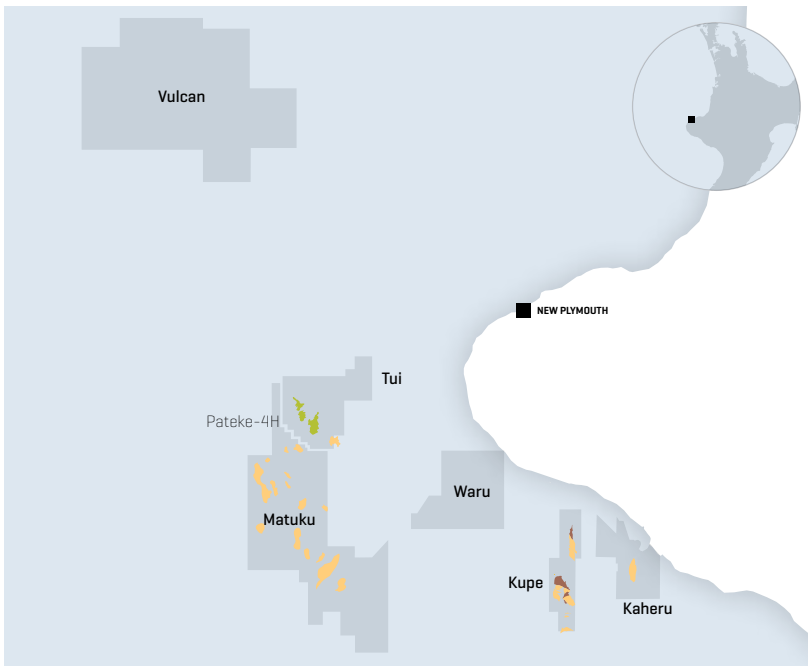 Vulcan
NEW PLYMOUTH
Tui
Pateke-4H
Waru
Matuku
Kupe
Kaheru